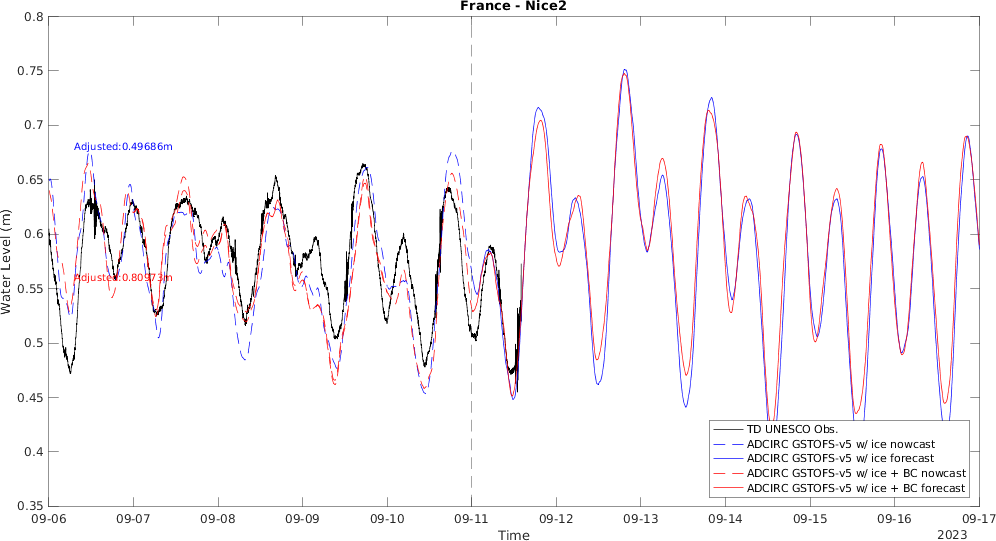 France - Nice2
0.8
0.75
0.7
0.65
0.6
0.55
0.5
0.45
0.4
0.35
Water Level (m)
Adjusted:0.49686m
Adjusted:0.80973m
TD UNESCO Obs.
ADCIRC GSTOFS-v5 w/ ice nowcast
ADCIRC GSTOFS-v5 w/ ice forecast
ADCIRC GSTOFS-v5 w/ ice + BC nowcast
ADCIRC GSTOFS-v5 w/ ice + BC forecast
09-06 09-07 09-08 09-09 09-10 09-11 09-12 09-13 09-14 09-15 09-16 09-17
Time
2023